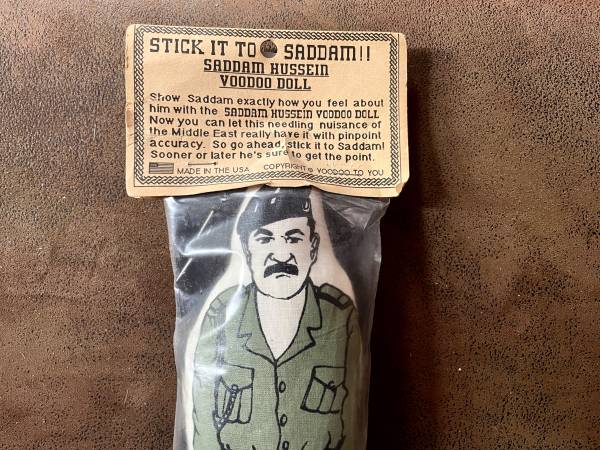 STICK IT TO SADDAM!!
SADDAM HUSSEIN
VOODOO DOLL
Show Saddam exactly how you feel about
him with the SADDAM HUSSEIN VOODOO DOLL
Now you can let this needling nuisance of
the Middle East really have it with pinpoint
accuracy. So go ahead, stick it to Saddam!
Sooner or later he's sure to get the point.
MADE IN THE USA COPYRIGHT © VOODOO TO YOU